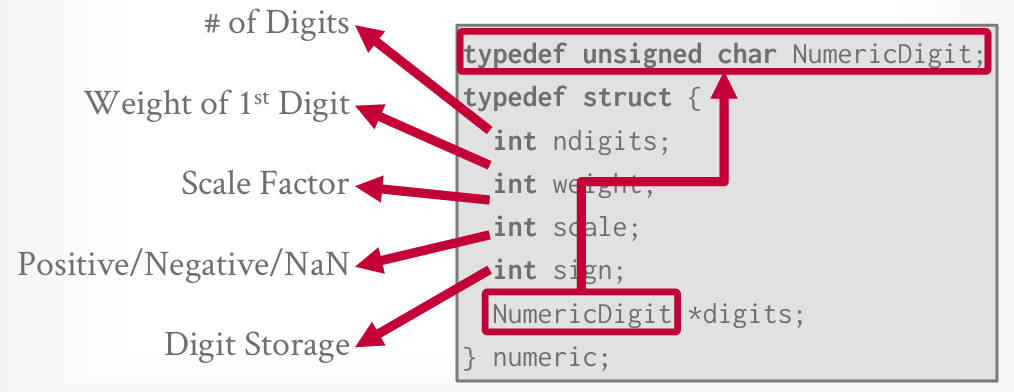 # of Digits
Weight of 1st Digit
Scale Factor
Positive/Negative/NaN
Digit Storage
typedef unsigned char NumericDigit;
typedef struct {
int ndigits;
int weight;
int scale;
int sign;
NumericDigit *digits;
} numeric;